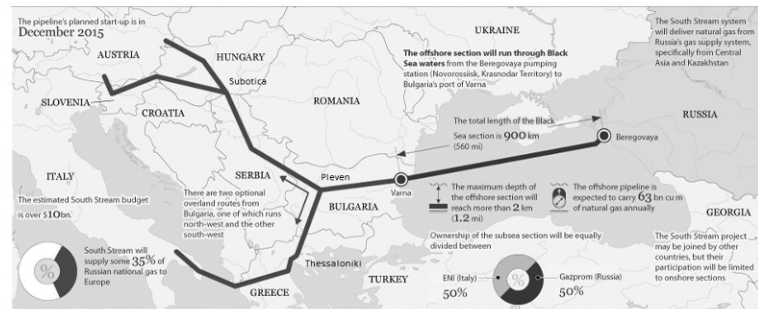 The pipeline's planned start-up is in
December 2015
AUSTRIA
HUNGARY
Subotica
SLOVENIA
CROATIA
ROMANIA
UKRAINE
The offshore section will run through Black
Sea waters from the Beregovaya pumping
station (Novorossiisk, Krasnodar Territory) to
Bulgaria's port of Varna
The South Stream system
will deliver natural gas from
Russia's gas supply system,
specifically from Central
Asia and Kazakhstan
The total length of the Black
Sea section is 900 km
(560 mi)
RUSSIA
Beregovaya
ITALY
SERBIA
Pleven
Varna
BULGARIA
The estimated South Stream budget
is over $10bn.
There are two optional
overland routes from
Bulgaria, one of which runs
north-west and the other
south-west
The maximum depth of
the offshore section will
reach more than 2 km
(1.2 mi)
The offshore pipeline is
expected to carry 63 bn cu m
of natural gas annually
GEORGIA
%
South Stream will
supply some 35% of
Russian national gas to
Europe
Thessaloniki
GREECE
TURKEY
Ownership of the subsea section will be equally
divided between
ENI (Italy)
50%
%
Gazprom (Russia)
50%
The South Stream project
may be joined by other
countries, but their
participation will be limited
to onshore sections